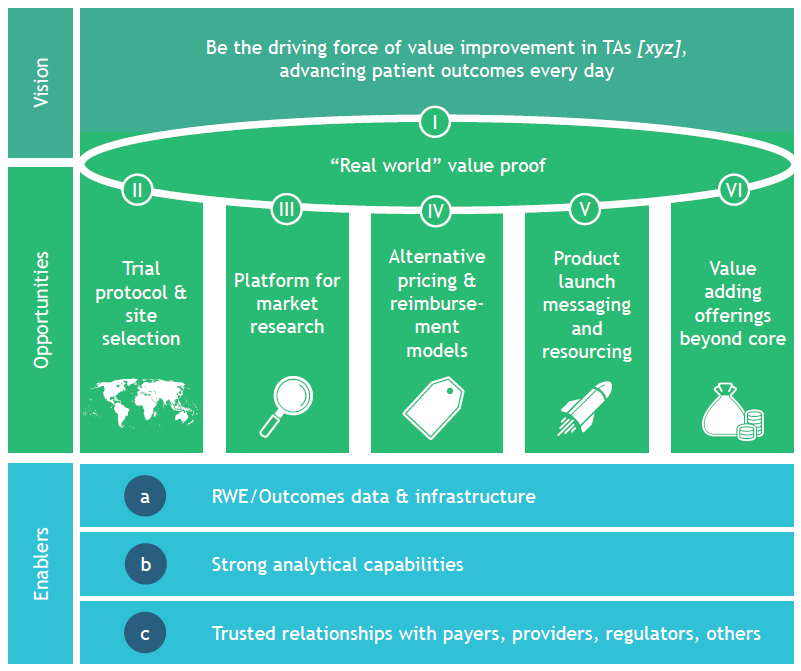 Vision
Be the driving force of value improvement in TAs [xyz],
advancing patient outcomes every day
Opportunities
I
"Real world" value proof
II
Trial
protocol &
site
selection
III
Platform for
market
research
IV
Alternative
pricing &
reimburse-
ment
models
V
Product
launch
messaging
and
resourcing
VI
Value
adding
offerings
beyond core
Enablers
a
RWE/Outcomes data & infrastructure
b
Strong analytical capabilities
c
Trusted relationships with payers, providers, regulators, others